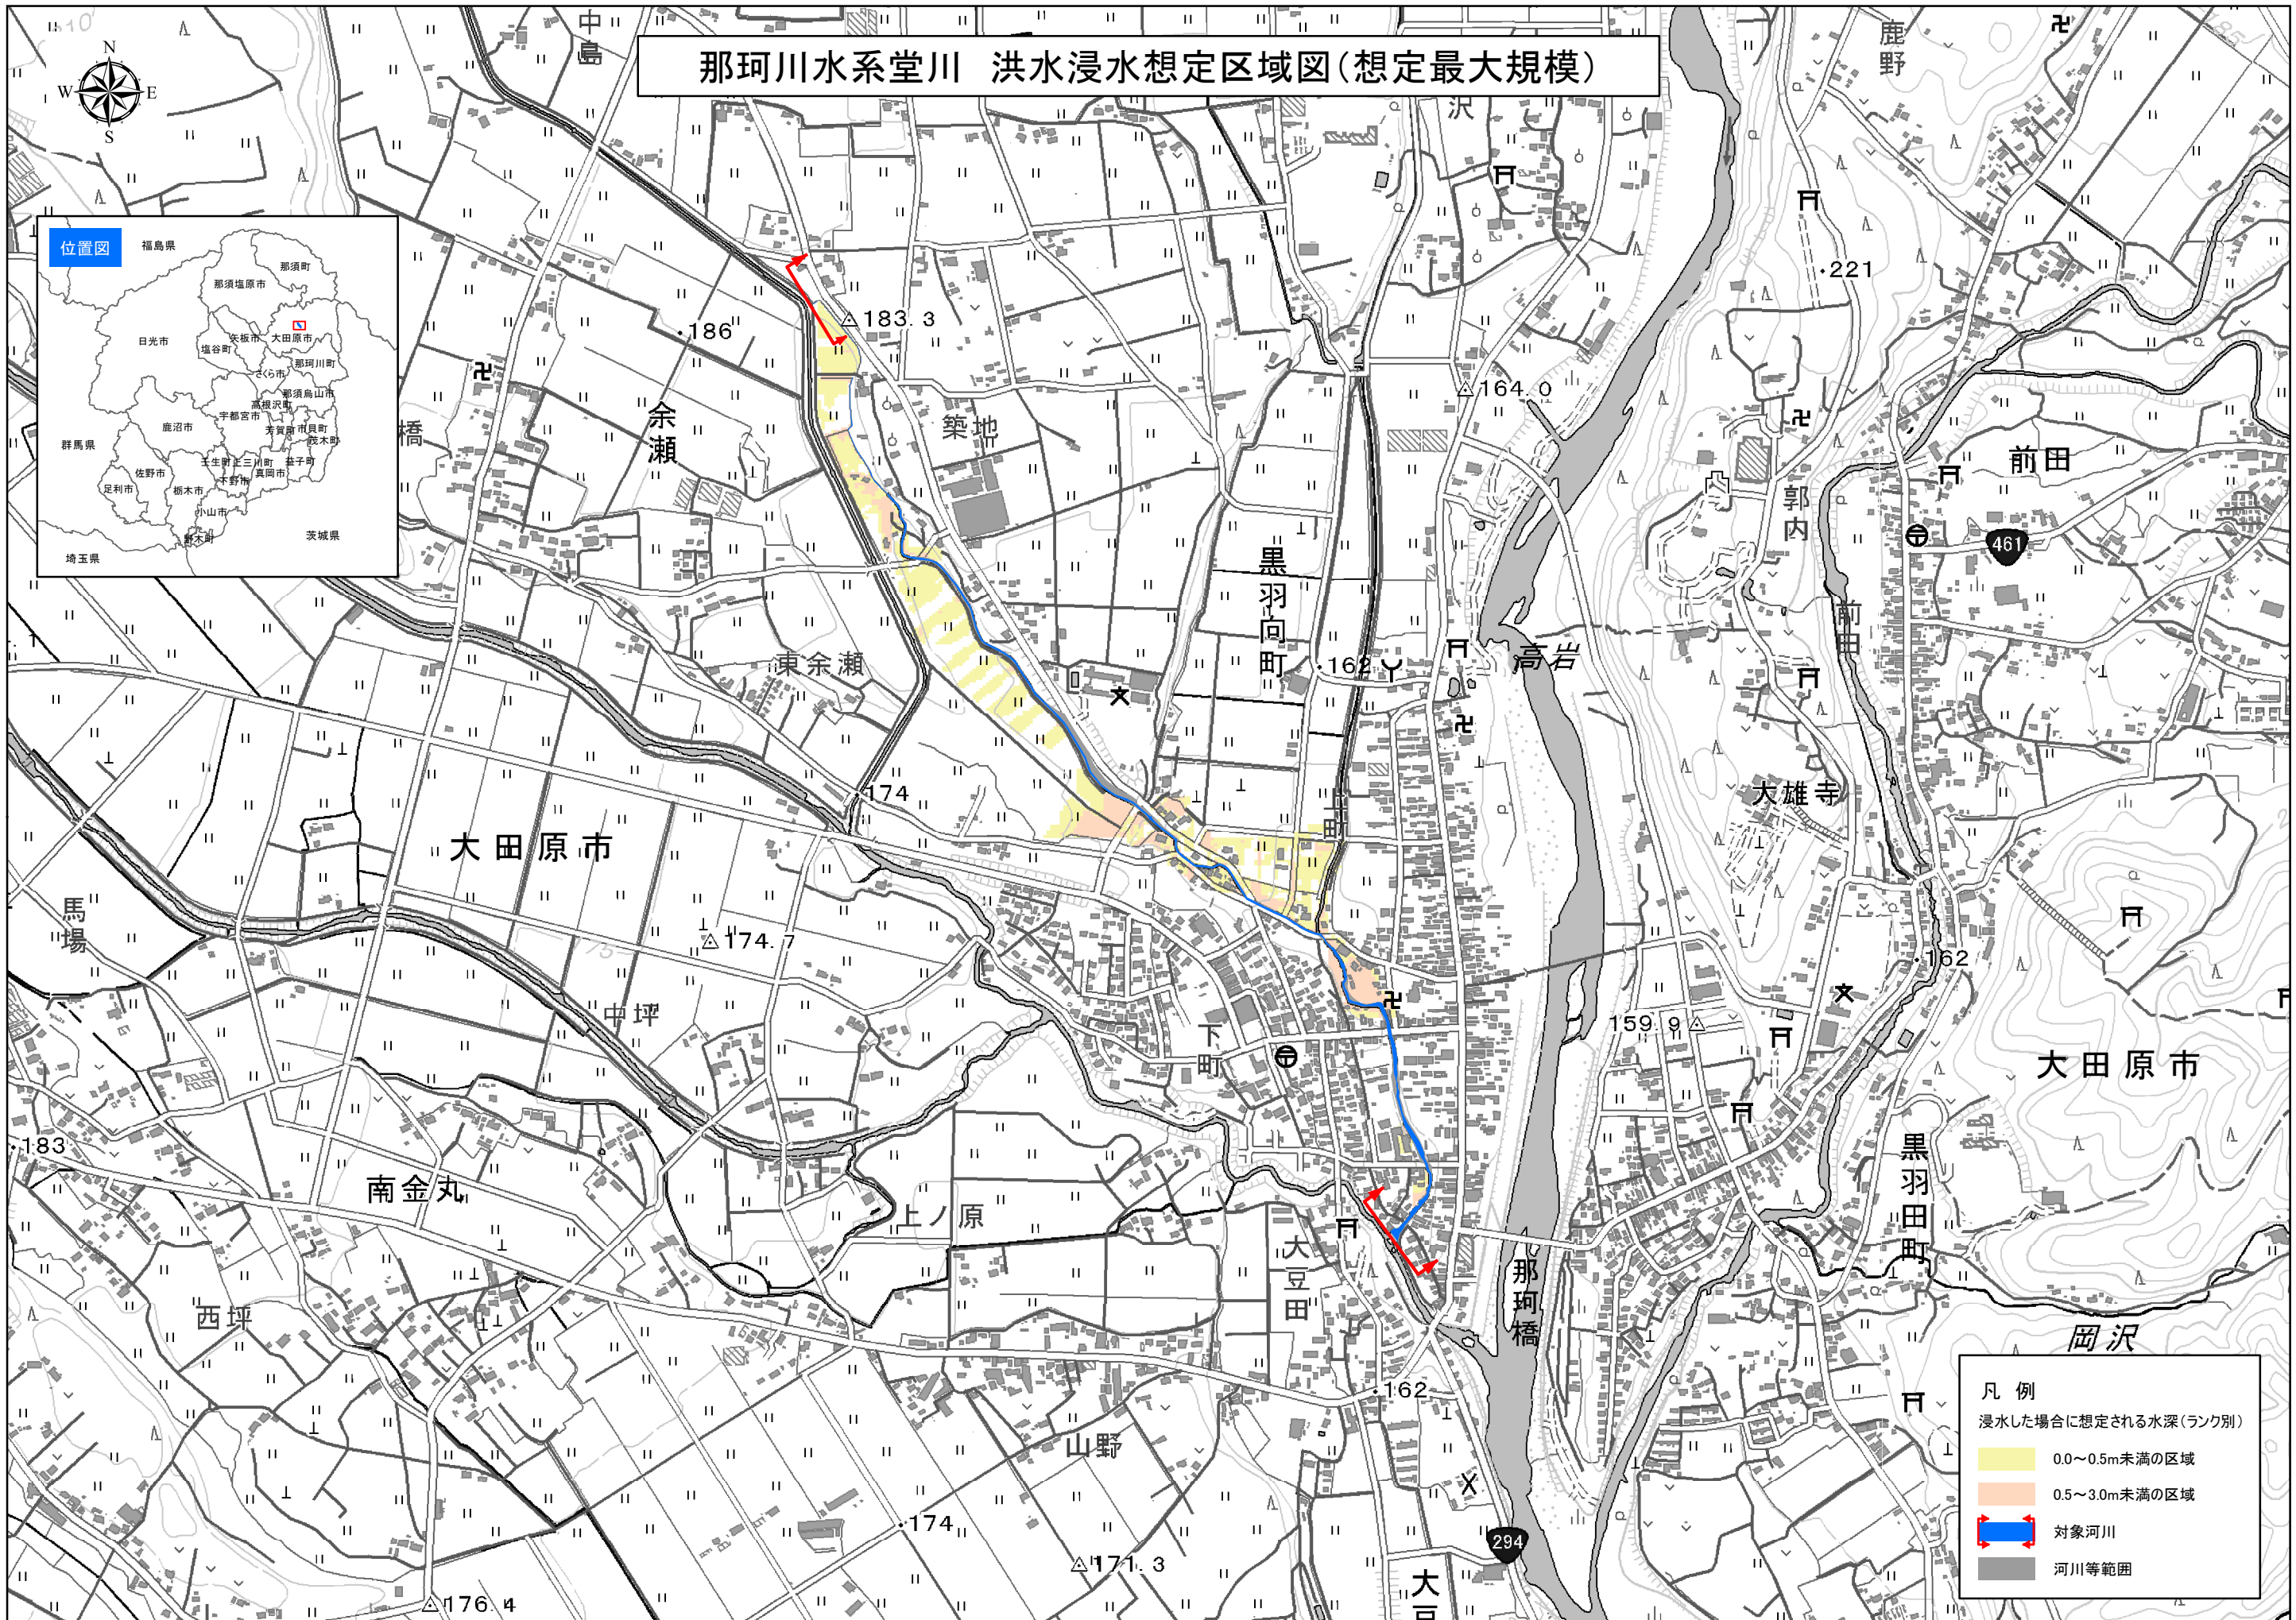 那珂川水系堂川　洪水浸水想定区域図（想定最大規模）
N
W
E
S
位置図
福島県
那須町
那須塩原市
日光市
矢板市
大田原市
塩谷町
那珂川町
さくら市
那須烏山市
高根沢町
宇都宮市
芳賀町
市貝町
茂木町
鹿沼市
群馬県
壬生町
上三川町
益子町
真岡市
下野市
佐野市
足利市
栃木市
小山市
野木町
茨城県
埼玉県
中島
沢
鹿野
221
183.3
186
164.0
余瀬
築地
橋
前田
郭内
461
前田
黒羽向町
162
高岩
東余瀬
174
大雄寺
上町
大田原市
馬場
174.7
162
中坪
下町
159.9
大田原市
183
南金丸
上ノ原
大豆田
那珂橋
黒羽田町
西坪
岡沢
162
山野
174
294
171.3
176.4
凡 例
浸水した場合に想定される水深（ランク別）
0.0～0.5m未満の区域
0.5～3.0m未満の区域
対象河川
河川等範囲